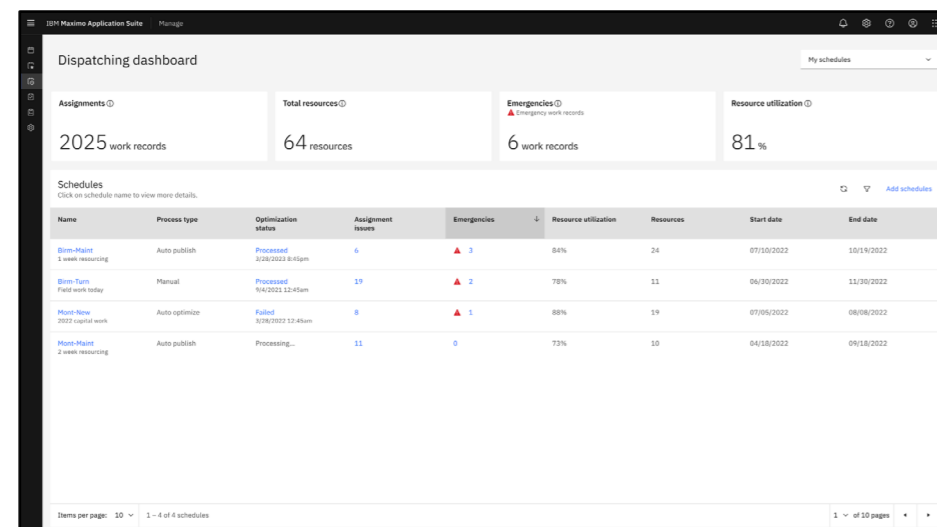 IBM Maximo Application Suite Manage
Dispatching dashboard
My schedules
Assignments
2025 work records
Total resources
64 resources
Emergencies
Emergency work records
6 work records
Resource utilization
81 %
Schedules
Click on schedule name to view more details.
Add schedules
Name Process type Optimization status Assignment issues Emergencies Resource utilization Resources Start date End date
Birm-Maint Auto publish Processed 6 3 84% 24 07/10/2022 10/19/2022
1 week resourcing 3/28/2023 8:45pm
Birm-Turn Manual Processed 19 2 78% 11 06/30/2022 11/30/2022
Field work today 9/4/2021 12:45am
Mont-New Auto optimize Failed 8 1 88% 19 07/05/2022 08/08/2022
2022 capital work 3/28/2022 12:46am
Mont-Maint Auto publish Processing... 11 0 73% 10 04/18/2022 09/18/2022
2 week resourcing
Items per page: 10 1 – 4 of 4 schedules 1 of 10 pages